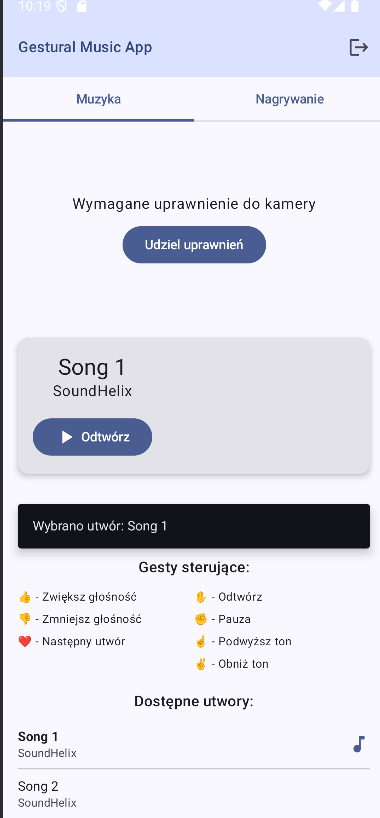 10:19
Gestural Music App
Muzyka
Nagrywanie
Wymagane uprawnienie do kamery
Udziel uprawnień
Song 1
SoundHelix
Odtwórz
Wybrano utwór: Song 1
Gesty sterujące:
👍 - Zwiększ głośność
👎 - Zmniejsz głośność
❤️ - Następny utwór
✋ - Odtwórz
✊ - Pauza
☝️ - Podwyższ ton
✌️ - Obniż ton
Dostępne utwory:
Song 1
SoundHelix
Song 2
SoundHelix